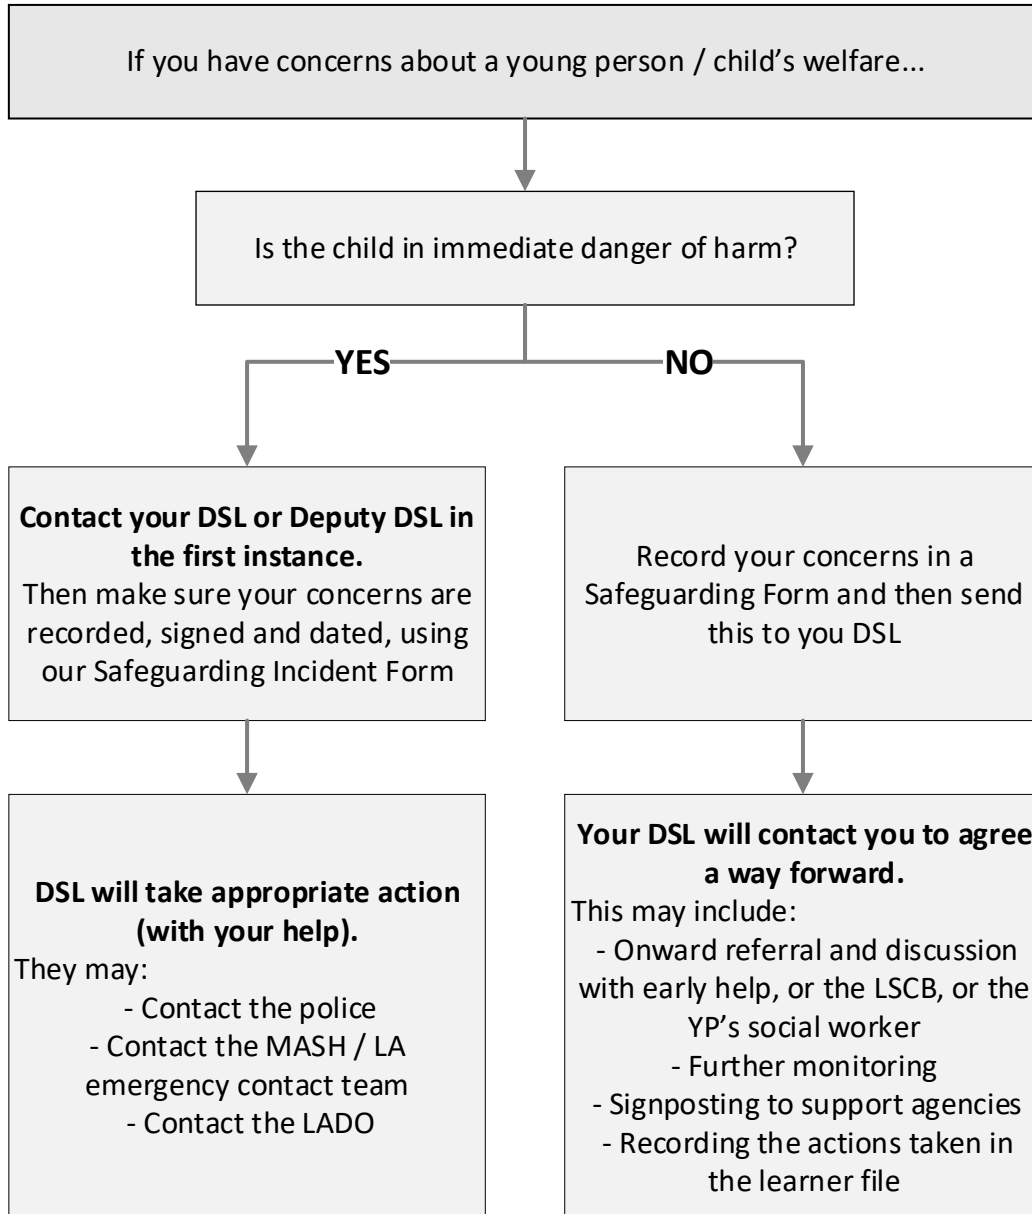 If you have concerns about a young person / child’s welfare...
Is the child in immediate danger of harm?
YES
NO
Contact your DSL or Deputy DSL in
the first instance.
Then make sure your concerns are
recorded, signed and dated, using
our Safeguarding Incident Form
Record your concerns in a
Safeguarding Form and then send
this to you DSL
DSL will take appropriate action
(with your help).
They may:
- Contact the police
- Contact the MASH / LA
emergency contact team
- Contact the LADO
Your DSL will contact you to agree
a way forward.
This may include:
- Onward referral and discussion
with early help, or the LSCB, or the
YP’s social worker
- Further monitoring
- Signposting to support agencies
- Recording the actions taken in
the learner file